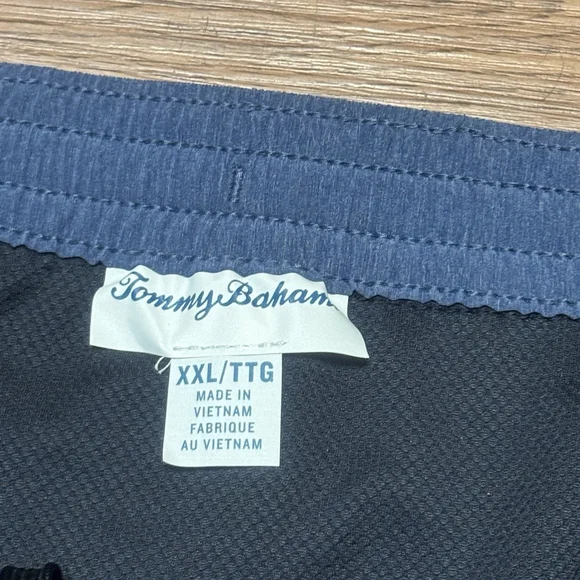 Tommy Baham
XXL/TTG
MADE IN
VIETNAM
FABRIQUE
AU VIETNAM